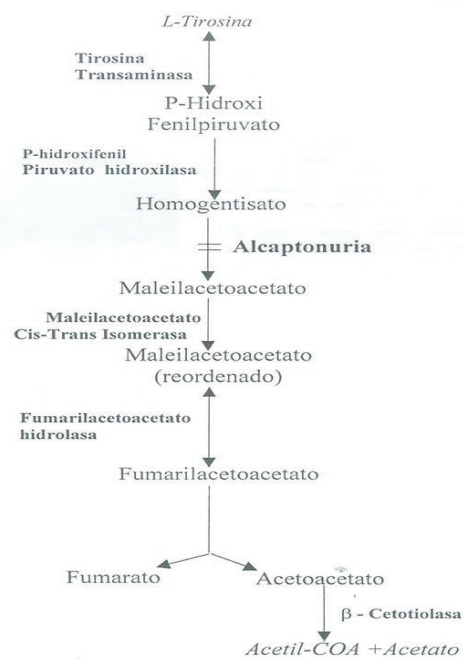 L-Tirosina
Tirosina
Transaminasa
P-Hidroxi
Fenilpiruvato
P-hidroxifenil
Piruvato hidroxilasa
Homogentisato
Alcaptonuria
Maleilacetoacetato
Maleilacetoacetato
Cis-Trans Isomerasa
Maleilacetoacetato
(reordenado)
Fumarilacetoacetato
hidrolasa
Fumarilacetoacetato
Fumarato
Acetoacetato
β - Cetotiolasa
Acetil-COA +Acetato